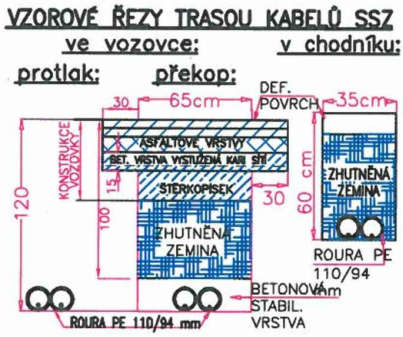 VZOROVÉ ŘEZY TRASOU KABELŮ SSZ
ve vozovce:
v chodníku:
protlak:
překop:
DEF.
POVRCH
30
65cm
35cm
KONSTRUKCE
VOZOVKY
ASFALTOVÉ VRSTVY
BET. VRSTVA VYSTUŽENÁ KARI SÍTÍ
15
ŠTĚRKOPÍSEK
30
120
100
60 cm
ZHUTNĚNÁ
ZEMINA
ZHUTNĚNÁ
ZEMINA
ROURA PE
110/94 mm
BETONOVÁ
STABIL.
VRSTVA
ROURA PE 110/94 mm